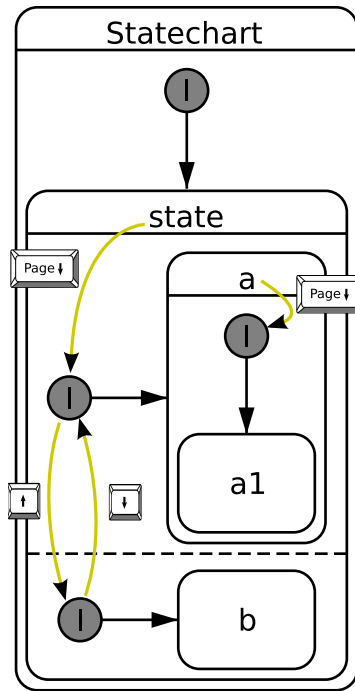 Statechart
I
state
Page ⬇
a
Page ⬇
I
I
a1
⬆
⬇
I
b